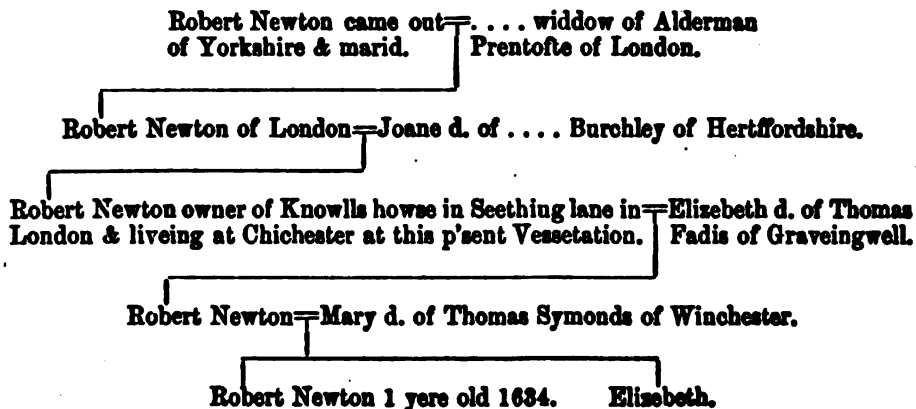 Robert Newton came out=. . . . widdow of Alderman
of Yorkshire & marid. Prentofte of London.
Robert Newton of London=Joane d. of . . . . Burchley of Hertffordshire.
Robert Newton owner of Knowlls howse in Seething lane in=Elizebeth d. of Thomas
London & liveing at Chichester at this p'sent Vessetation. Fadis of Graveingwell.
Robert Newton=Mary d. of Thomas Symonds of Winchester.
Robert Newton 1 yere old 1634. Elizebeth.